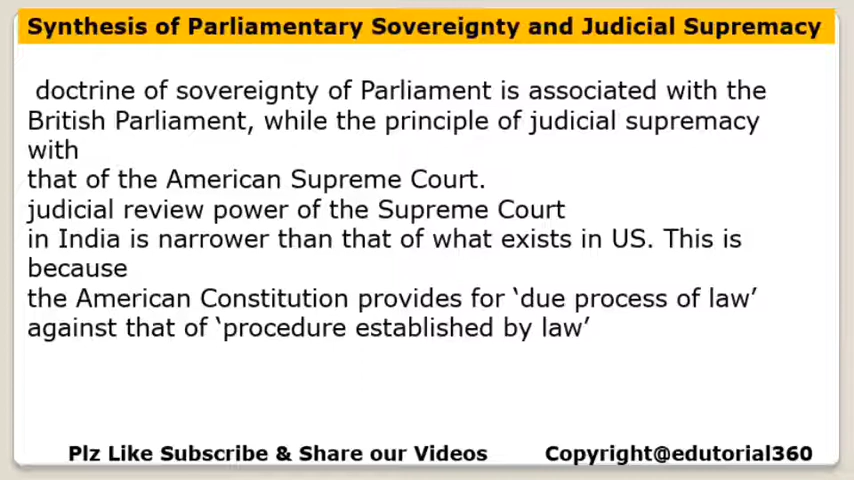 Synthesis of Parliamentary Sovereignty and Judicial Supremacy
doctrine of sovereignty of Parliament is associated with the
British Parliament, while the principle of judicial supremacy
with
that of the American Supreme Court.
judicial review power of the Supreme Court
in India is narrower than that of what exists in US. This is
because
the American Constitution provides for ‘due process of law’
against that of ‘procedure established by law’
Plz Like Subscribe & Share our Videos Copyright@edutorial360